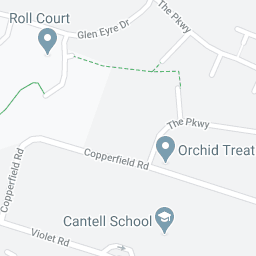 Roll Court
Glen Eyre Dr
The Pkwy
The Pkwy
Orchid Treat
Copperfield Rd
Copperfield Rd
Cantell School
Violet Rd